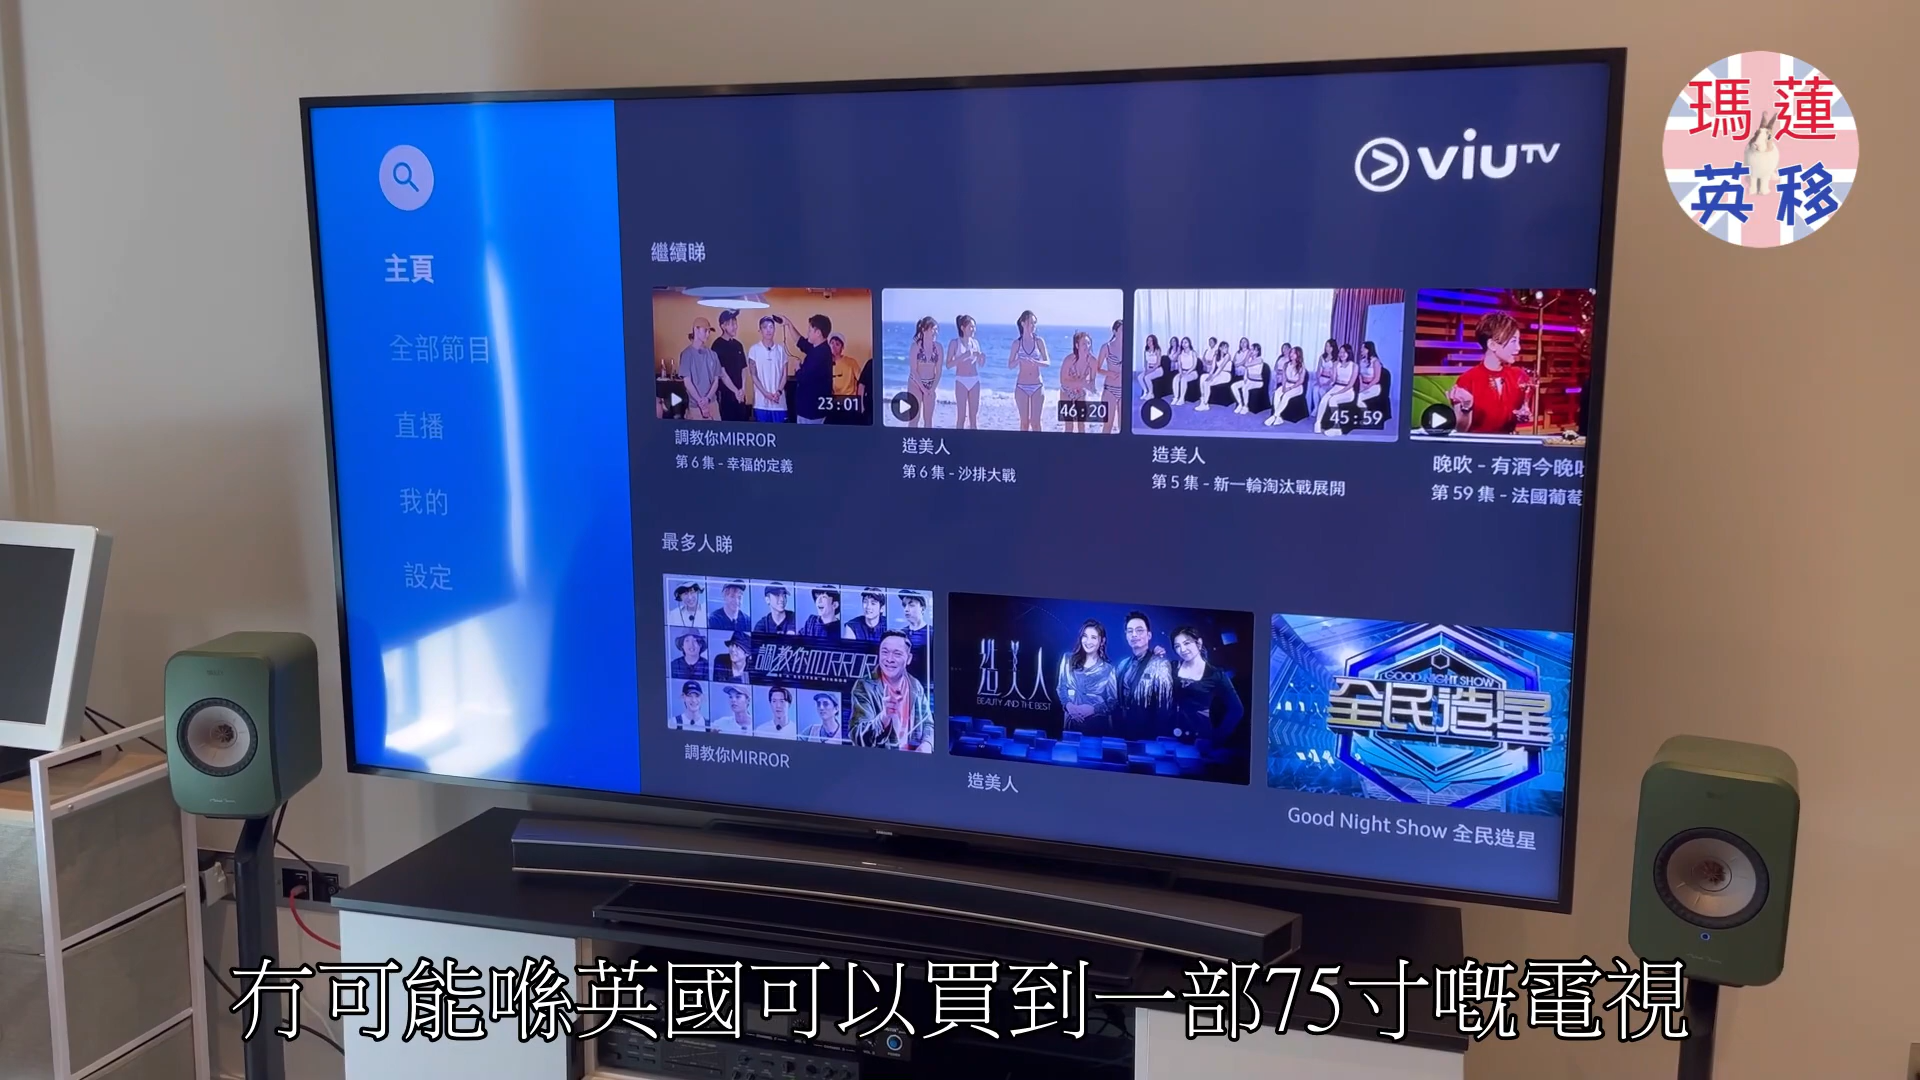 瑪蓮
英移
viuTV
主頁
全部節目
直播
我的
設定
繼續睇
23:01
46:20
45:59
調教你MIRROR
第 6 集 - 幸福的定義
造美人
第 6 集 - 沙排大戰
造美人
第 5 集 - 新一輪淘汰戰展開
晚吹 - 有酒今晚
第 59 集 - 法國葡萄
最多人睇
調教你MIRROR
造美人
BEAUTY AND THE BEST
GOOD NIGHT SHOW
全民造星
調教你MIRROR
造美人
Good Night Show 全民造星
SAMSUNG
冇可能喺英國可以買到一部75寸嘅電視